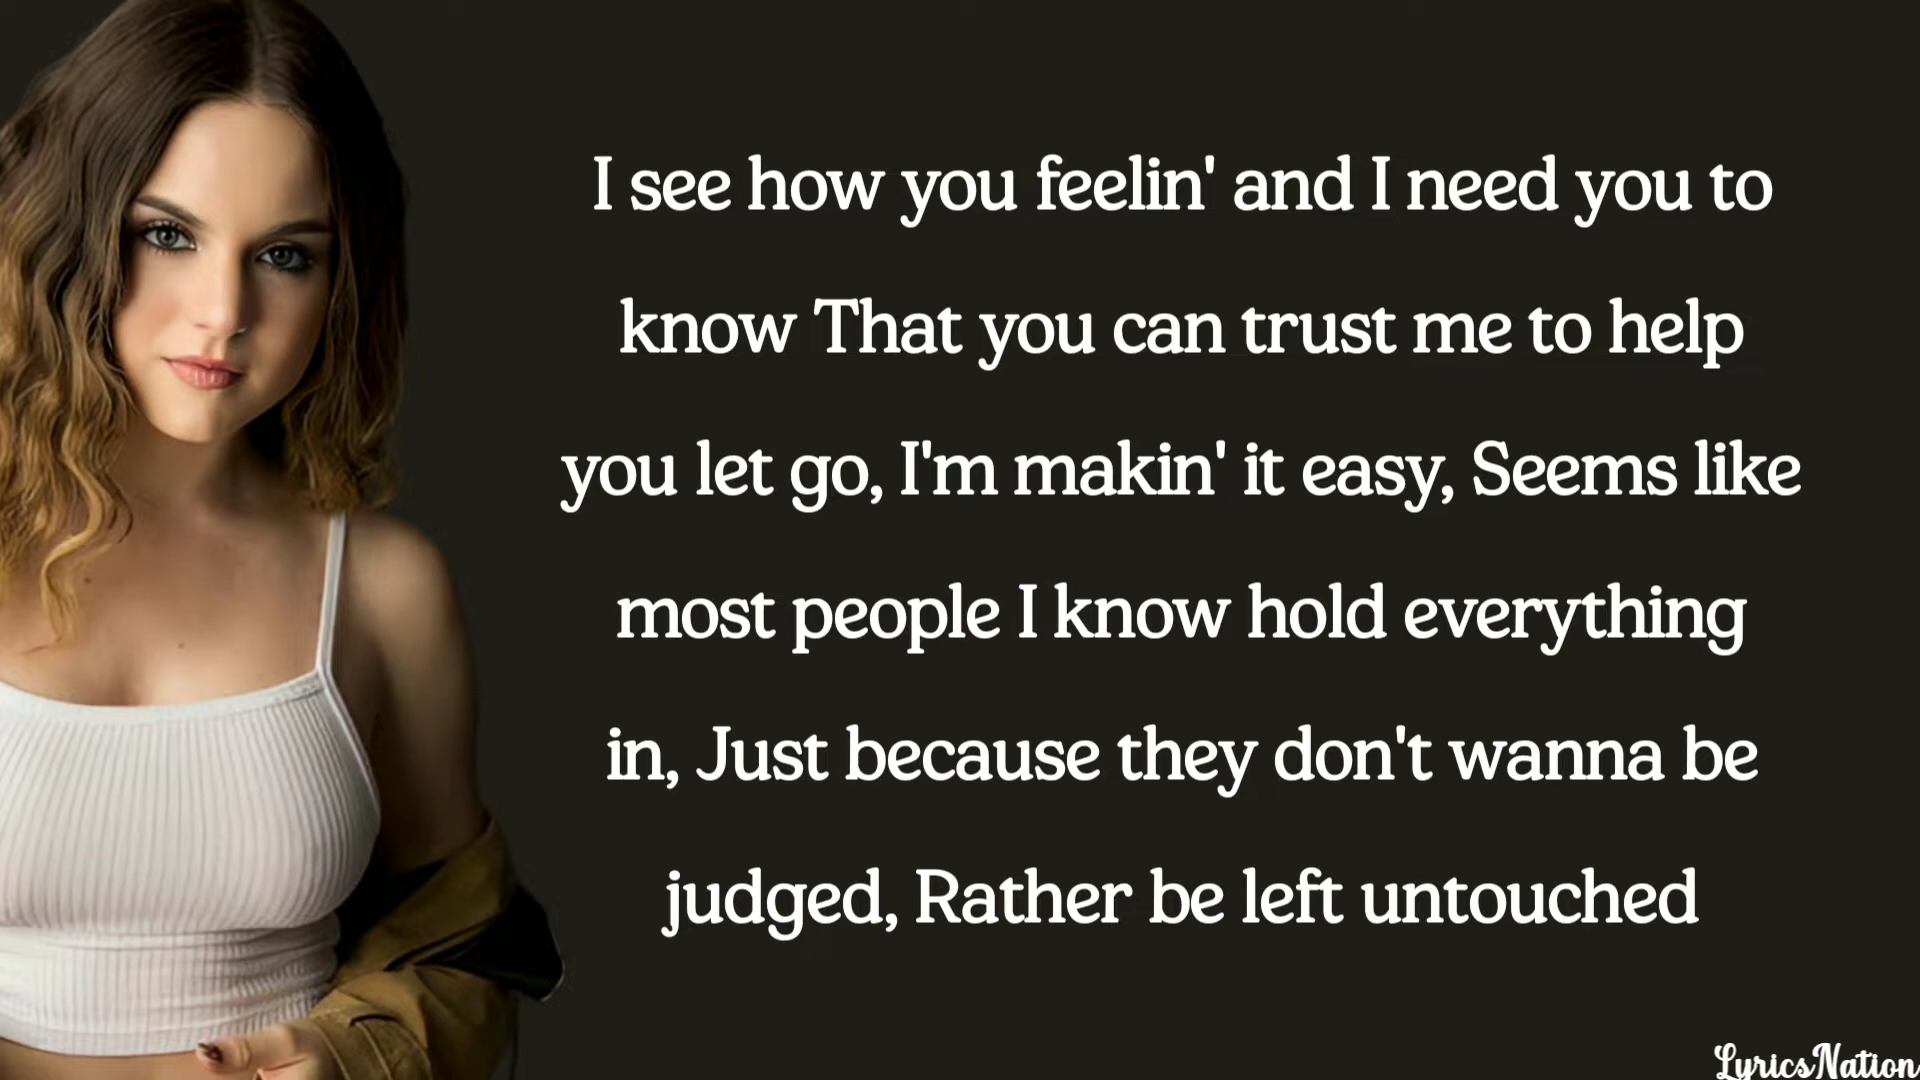 I see how you feelin' and I need you to
know That you can trust me to help
you let go, I'm makin' it easy, Seems like
most people I know hold everything
in, Just because they don't wanna be
judged, Rather be left untouched
LyricsNation